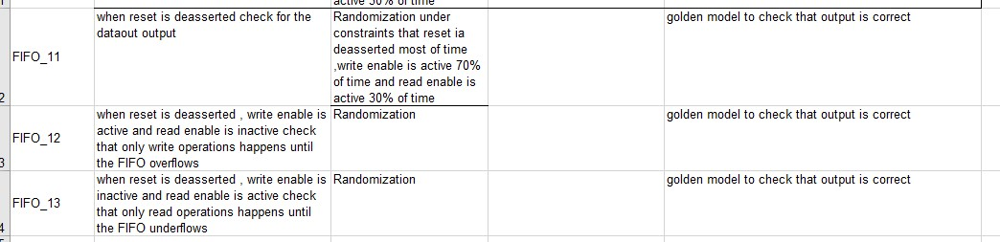 active 30% of time
when reset is deasserted check for the
dataout output
Randomization under
constraints that reset ia
deasserted most of time
,write enable is active 70%
of time and read enable is
active 30% of time
golden model to check that output is correct
FIFO_11
2
when reset is deasserted , write enable is
active and read enable is inactive check
that only write operations happens until
the FIFO overflows
Randomization
golden model to check that output is correct
FIFO_12
3
when reset is deasserted , write enable is
inactive and read enable is active check
that only read operations happens until
the FIFO underflows
Randomization
golden model to check that output is correct
FIFO_13
4